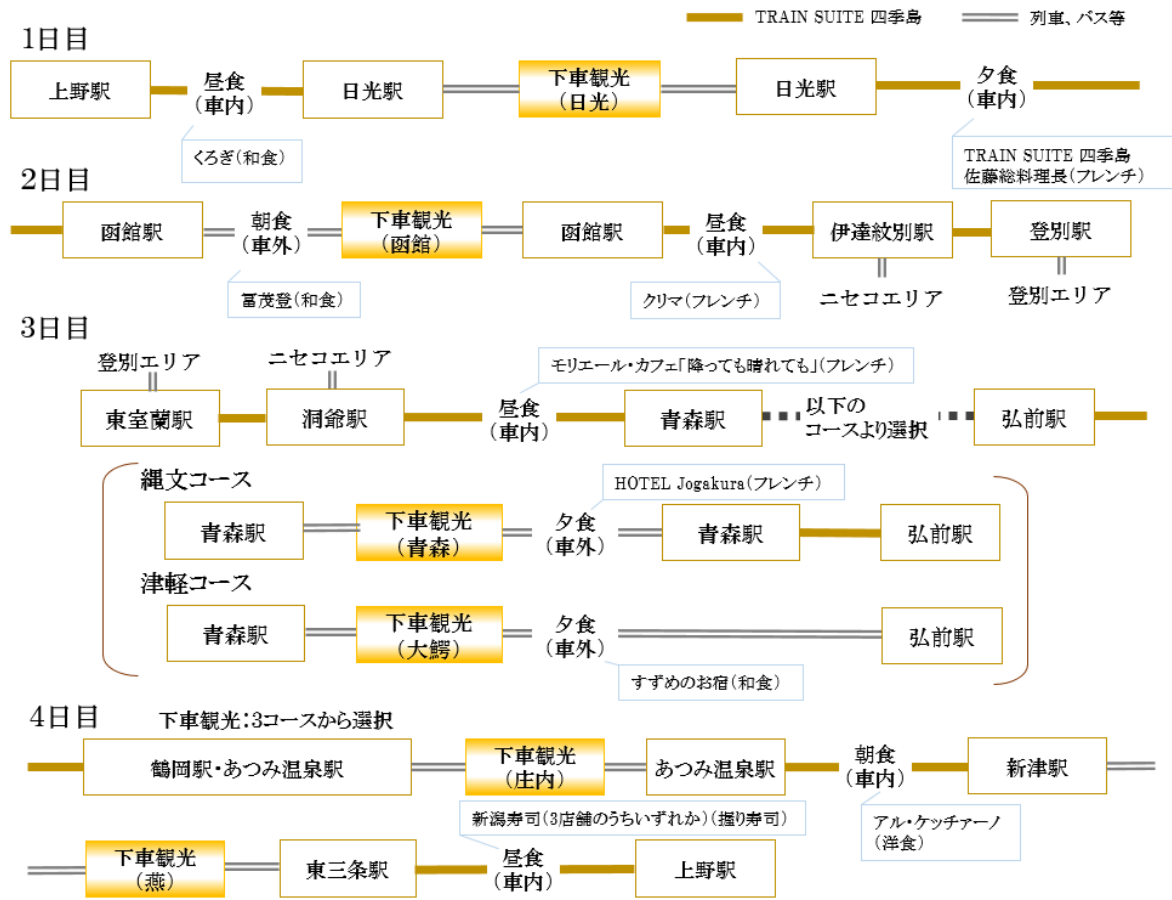 TRAIN SUITE 四季島
列車、バス等
1日目
上野駅
昼食
(車内)
日光駅
下車観光
(日光)
日光駅
夕食
(車内)
くろぎ(和食)
TRAIN SUITE 四季島
佐藤総料理長(フレンチ)
2日目
函館駅
朝食
(車外)
下車観光
(函館)
函館駅
昼食
(車内)
伊達紋別駅
登別駅
冨茂登(和食)
クリマ(フレンチ)
ニセコエリア
登別エリア
3日目
登別エリア
ニセコエリア
モリエール・カフェ「降っても晴れても」(フレンチ)
東室蘭駅
洞爺駅
昼食
(車内)
青森駅
以下の
コースより選択
弘前駅
縄文コース
HOTEL Jogakura(フレンチ)
青森駅
下車観光
(青森)
夕食
(車外)
青森駅
弘前駅
津軽コース
青森駅
下車観光
(大鰐)
夕食
(車外)
弘前駅
すずめのお宿(和食)
4日目
下車観光:3コースから選択
鶴岡駅・あつみ温泉駅
下車観光
(庄内)
あつみ温泉駅
朝食
(車内)
新津駅
新潟寿司(3店舗のうちいずれか)(握り寿司)
アル・ケッチァーノ
(洋食)
下車観光
(燕)
東三条駅
昼食
(車内)
上野駅